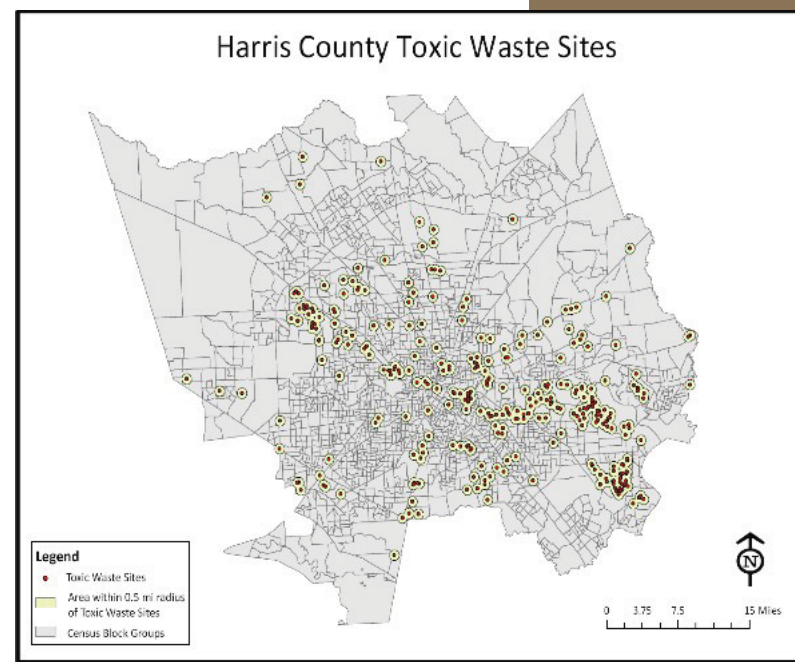 Harris County Toxic Waste Sites
Legend
Toxic Waste Sites
Area within 0.5 mi radius
of Toxic Waste Sites
Census Block Groups
N
0 3.75 7.5 15 Miles